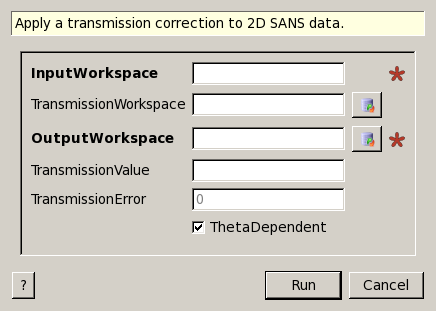 Apply a transmission correction to 2D SANS data.
InputWorkspace
TransmissionWorkspace
OutputWorkspace
TransmissionValue
TransmissionError 0
ThetaDependent
? Run Cancel